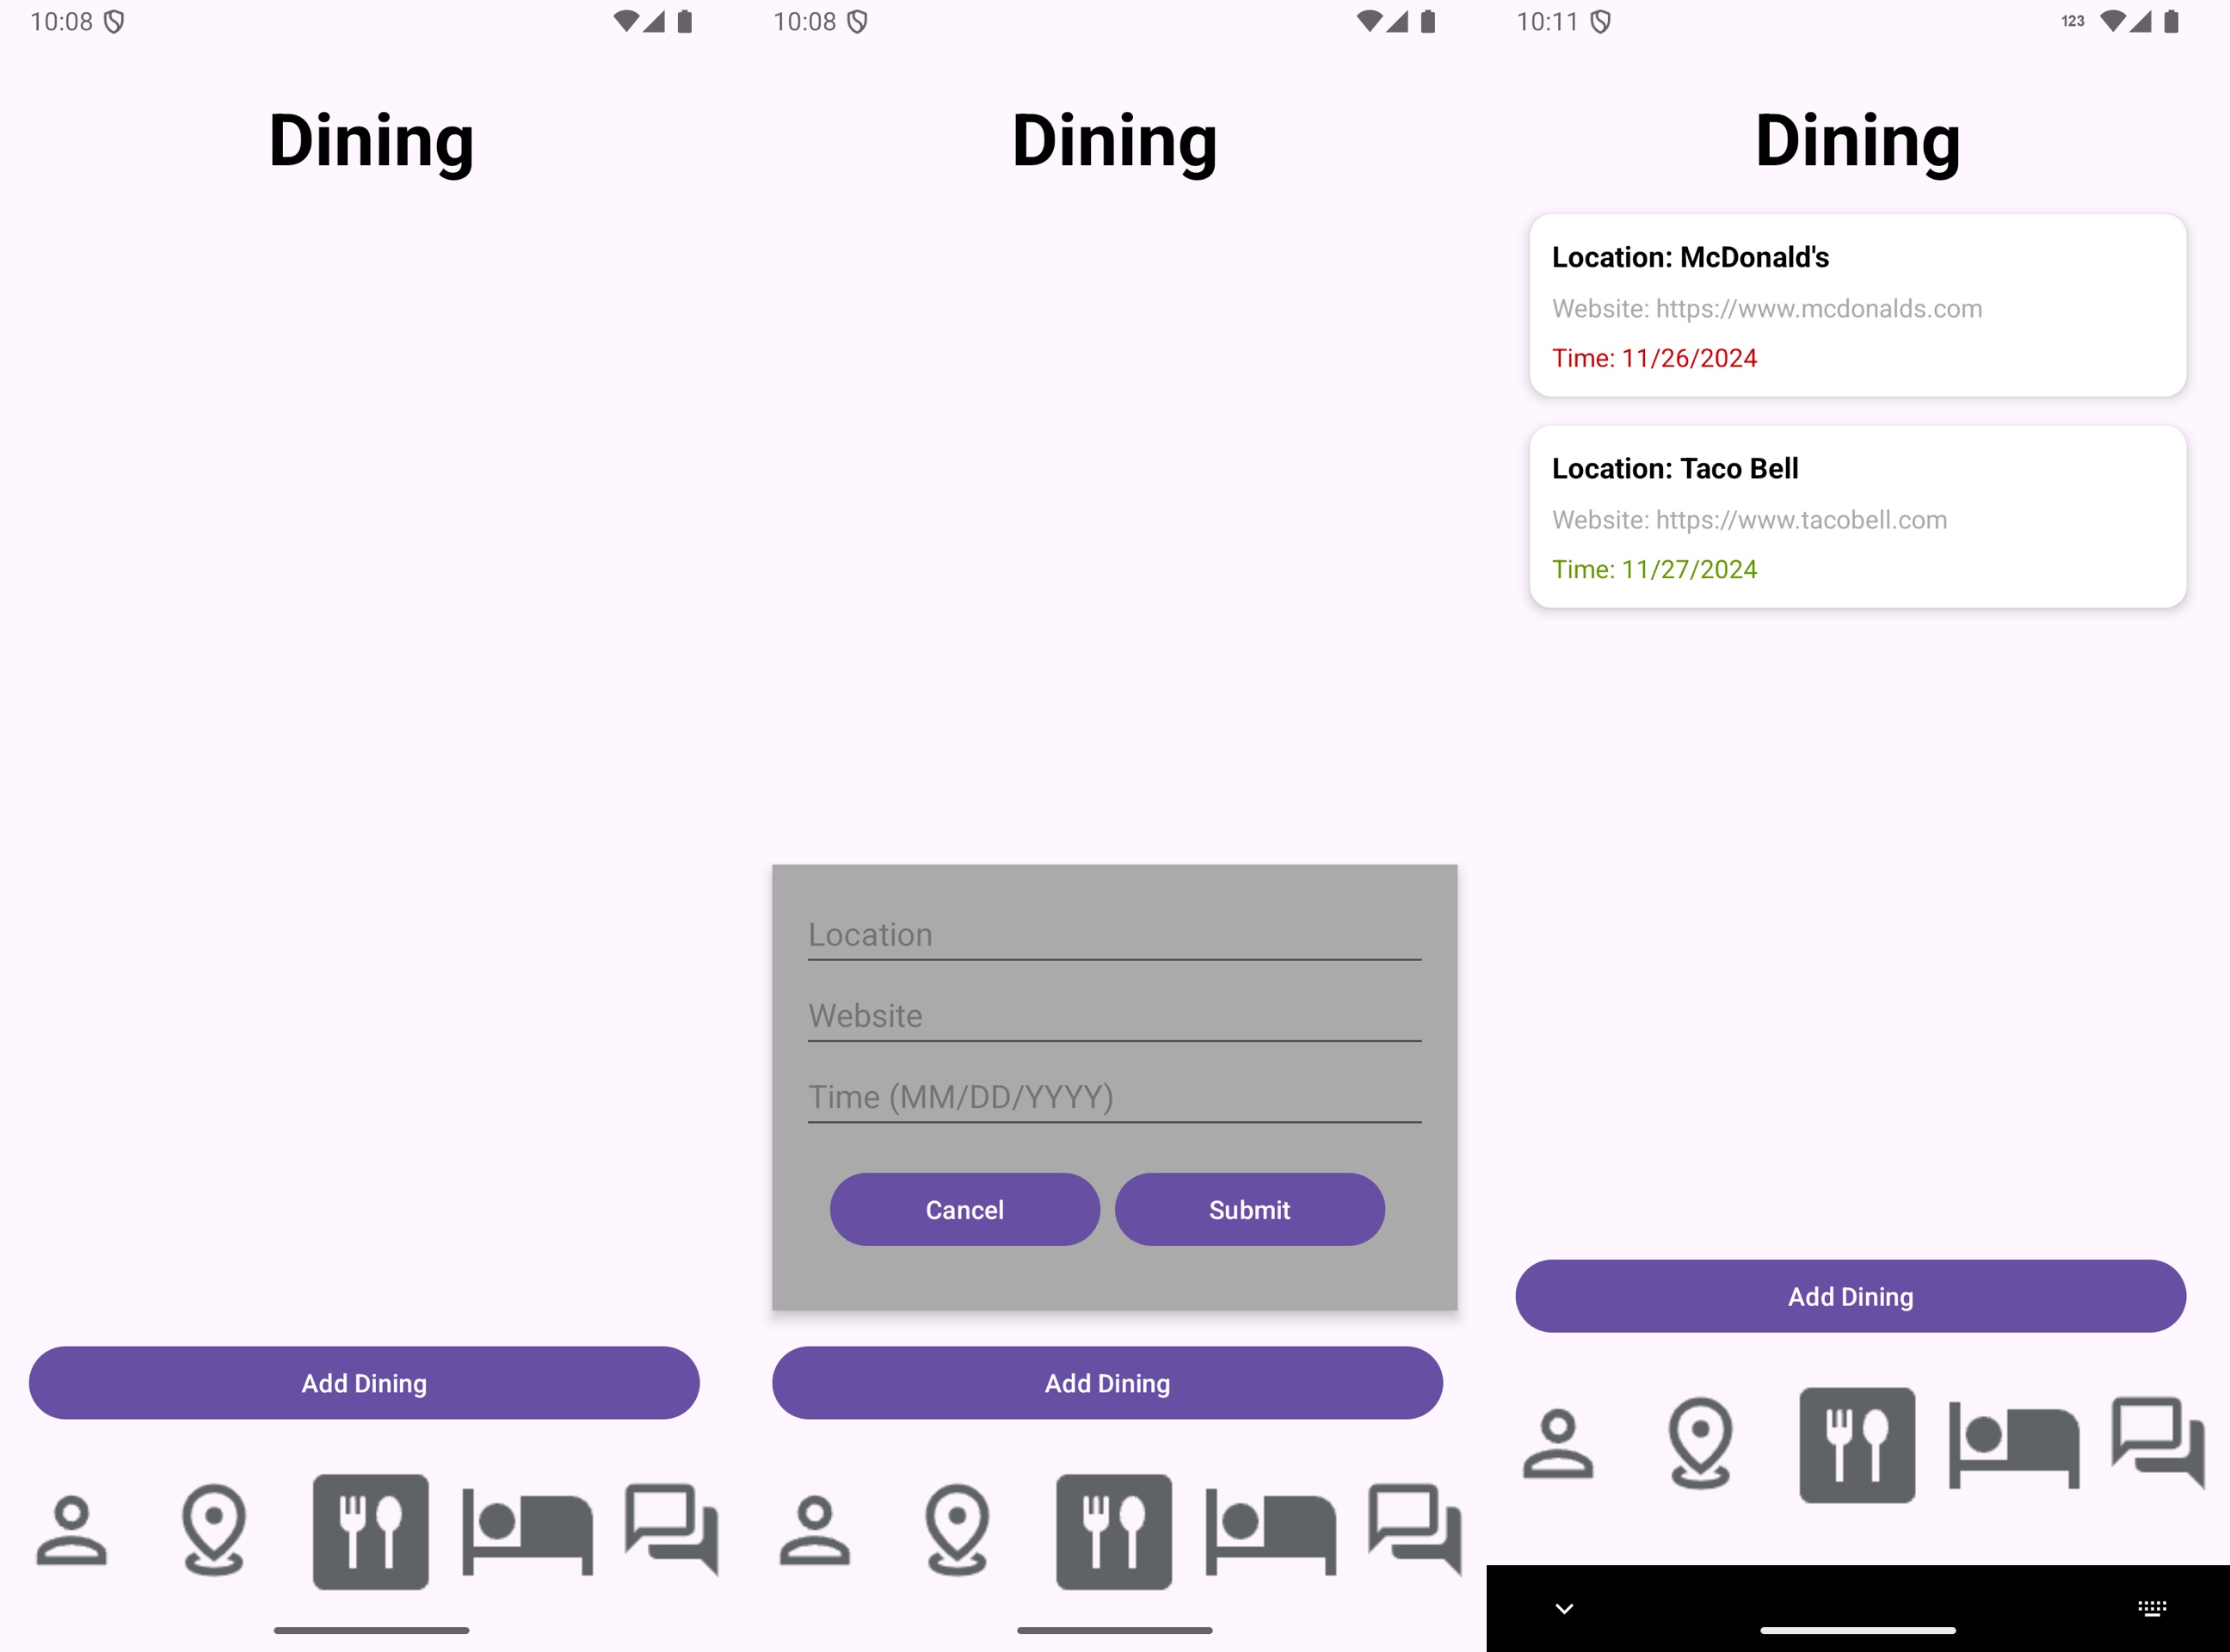 10:08
Dining
Add Dining
10:08
Dining
Location
Website
Time (MM/DD/YYYY)
Cancel
Submit
Add Dining
10:11
123
Dining
Location: McDonald's
Website: https://www.mcdonalds.com
Time: 11/26/2024
Location: Taco Bell
Website: https://www.tacobell.com
Time: 11/27/2024
Add Dining